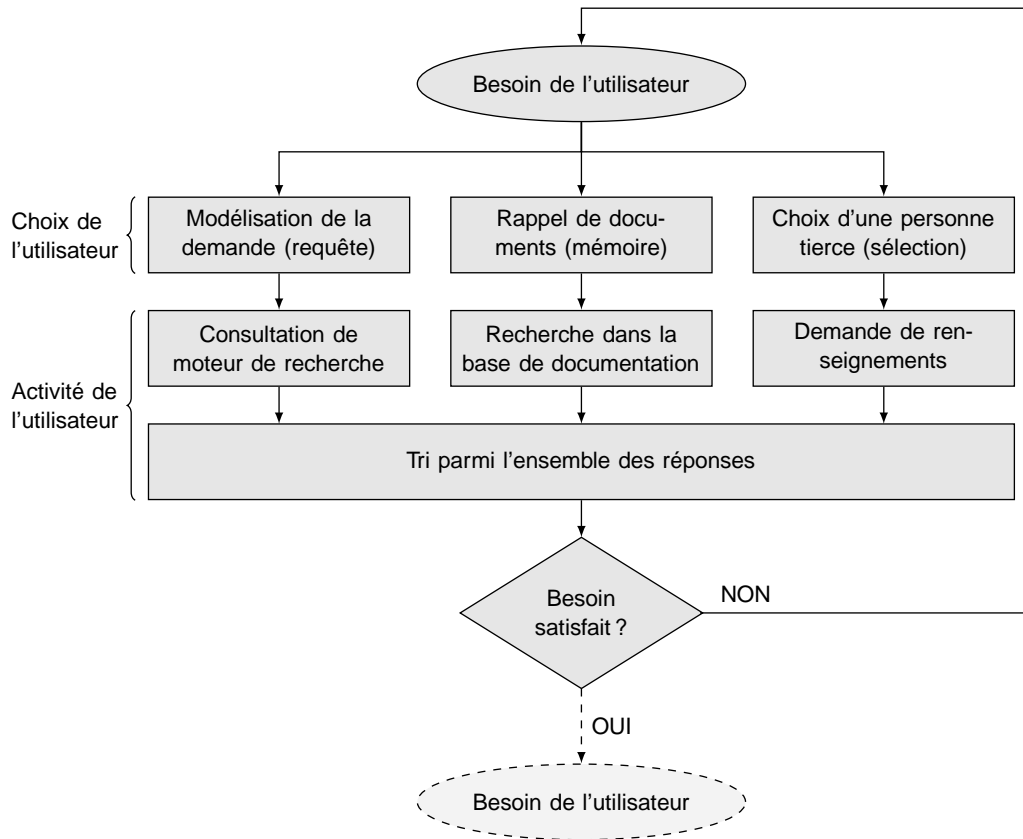 Besoin de l’utilisateur
Choix de
l’utilisateur
Modélisation de la
demande (requête)
Rappel de docu-
ments (mémoire)
Choix d’une personne
tierce (sélection)
Activité de
l’utilisateur
Consultation de
moteur de recherche
Recherche dans la
base de documentation
Demande de ren-
seignements
Tri parmi l’ensemble des réponses
Besoin
satisfait ?
NON
OUI
Besoin de l’utilisateur